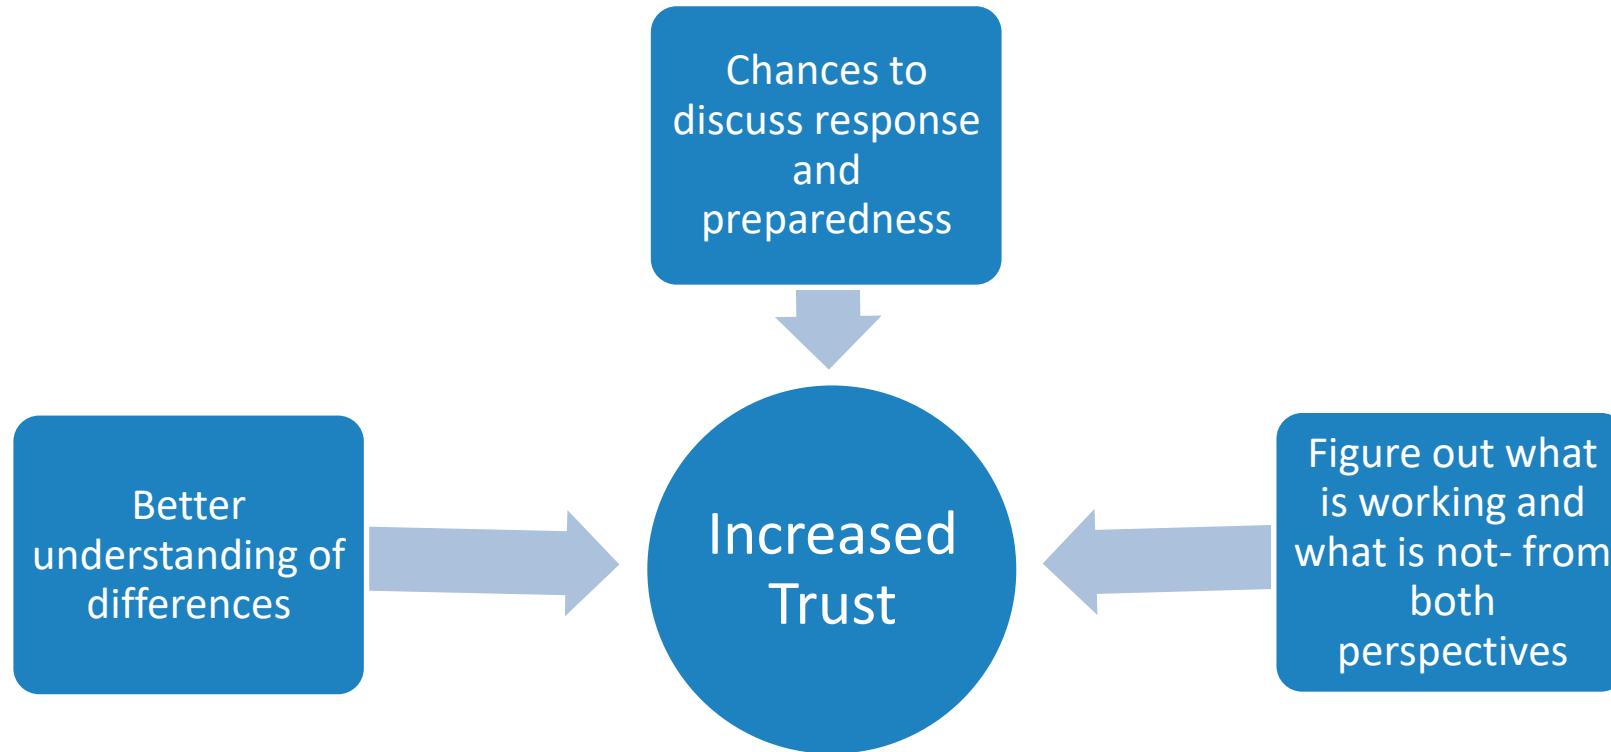 Chances to
discuss response
and
preparedness
Better
understanding of
differences
Increased
Trust
Figure out what
is working and
what is not- from
both
perspectives